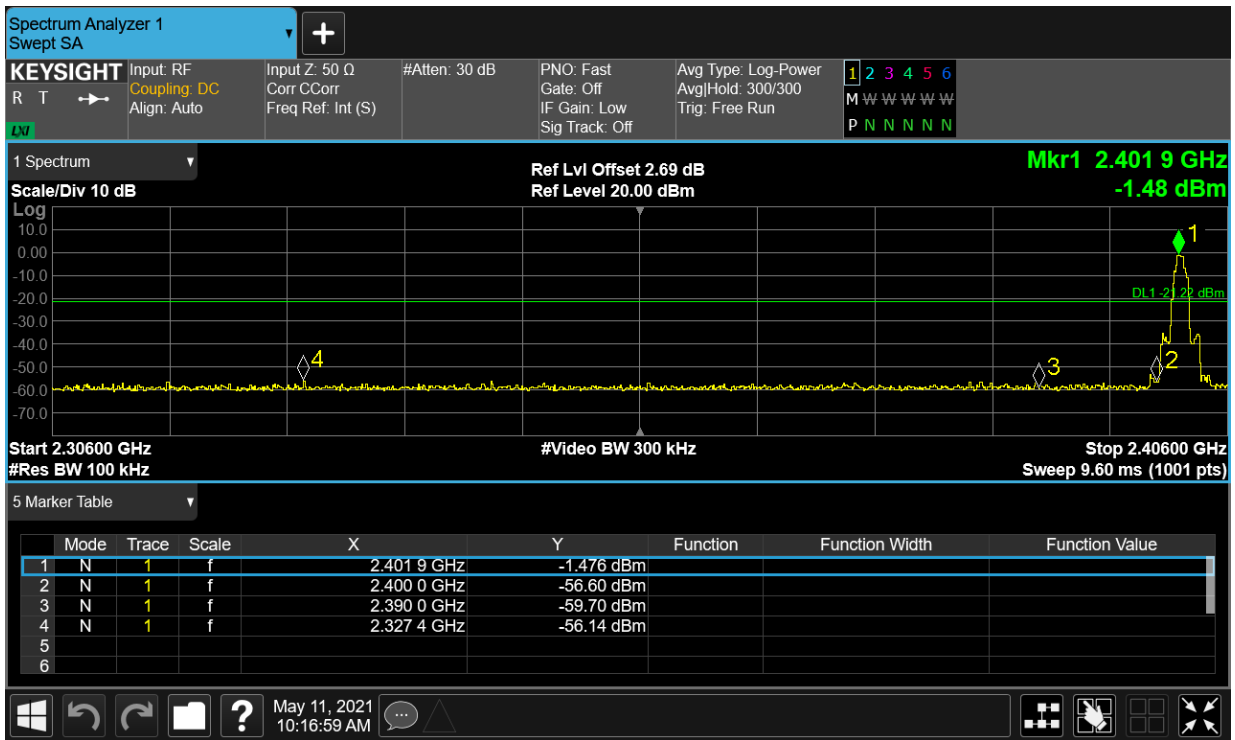 Spectrum Analyzer 1
Swept SA
+
KEYSIGHT
R T
LXI
Input: RF
Coupling: DC
Align: Auto
Input Z: 50 Ω
Corr CCorr
Freq Ref: Int (S)
#Atten: 30 dB
PNO: Fast
Gate: Off
IF Gain: Low
Sig Track: Off
Avg Type: Log-Power
Avg|Hold: 300/300
Trig: Free Run
1 2 3 4 5 6
M W W W W W
P N N N N N
1 Spectrum
Scale/Div 10 dB
Ref Lvl Offset 2.69 dB
Ref Level 20.00 dBm
Mkr1 2.401 9 GHz
-1.48 dBm
Log
10.0
0.00
-10.0
-20.0
-30.0
-40.0
-50.0
-60.0
-70.0
1
DL1 -21.22 dBm
4
3
2
Start 2.30600 GHz
#Res BW 100 kHz
#Video BW 300 kHz
Stop 2.40600 GHz
Sweep 9.60 ms (1001 pts)
5 Marker Table
Mode Trace Scale X Y Function Function Width Function Value
1 N 1 f 2.401 9 GHz -1.476 dBm
2 N 1 f 2.400 0 GHz -56.60 dBm
3 N 1 f 2.390 0 GHz -59.70 dBm
4 N 1 f 2.327 4 GHz -56.14 dBm
5
6
?
May 11, 2021
10:16:59 AM